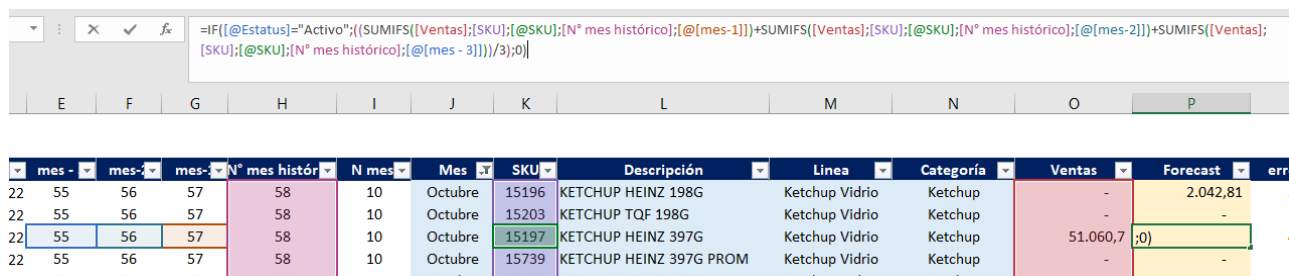 fx =IF([@Estatus]="Activo";((SUMIFS([Ventas];[SKU];[@SKU];[N° mes histórico];[@[mes-1]])+SUMIFS([Ventas];[SKU];[@SKU];[N° mes histórico];[@[mes-2]])+SUMIFS([Ventas];
[SKU];[@SKU];[N° mes histórico];[@[mes - 3]]))/3);0)
E F G H I J K L M N O P
mes - mes-2 mes- N° mes histór N mes Mes SKU Descripción Linea Categoría Ventas Forecast err
22 55 56 57 58 10 Octubre 15196 KETCHUP HEINZ 198G Ketchup Vidrio Ketchup - 2.042,81
22 55 56 57 58 10 Octubre 15203 KETCHUP TQF 198G Ketchup Vidrio Ketchup - -
22 55 56 57 58 10 Octubre 15197 KETCHUP HEINZ 397G Ketchup Vidrio Ketchup 51.060,7 ;0)
22 55 56 57 58 10 Octubre 15739 KETCHUP HEINZ 397G PROM Ketchup Vidrio Ketchup - -